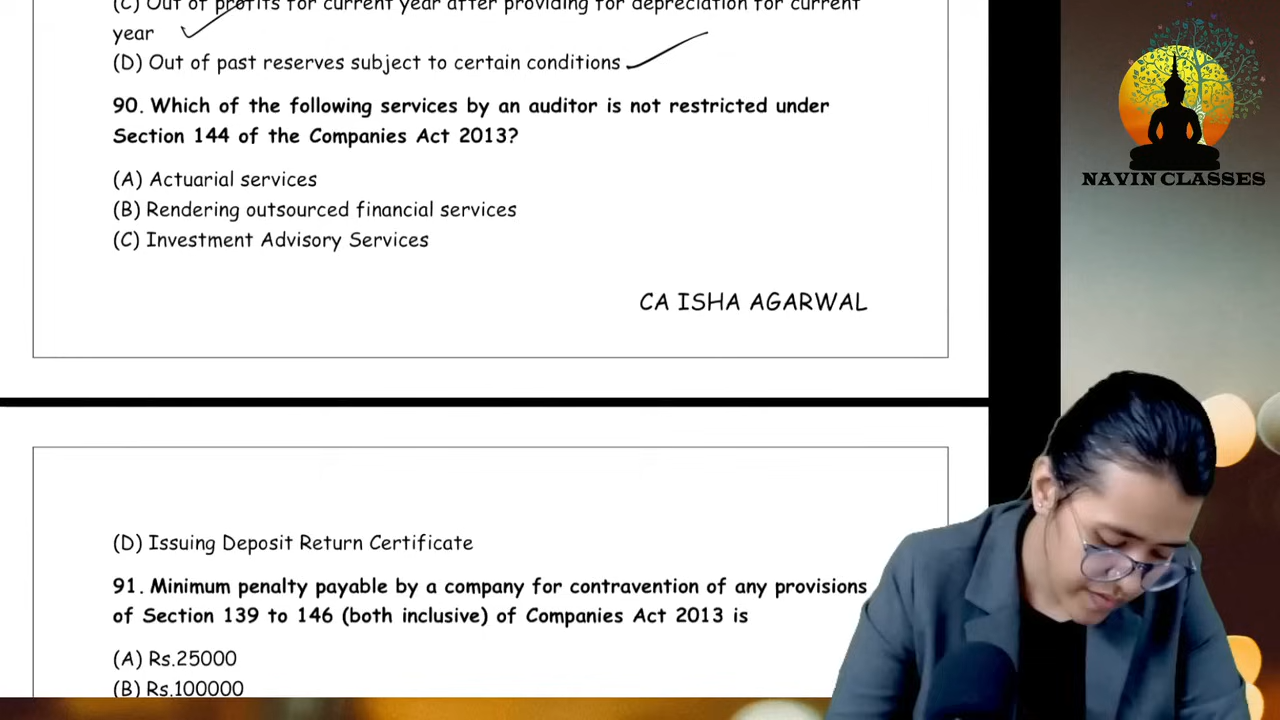 (C) Out of profits for current year after providing for depreciation for current
year
(D) Out of past reserves subject to certain conditions
90. Which of the following services by an auditor is not restricted under
Section 144 of the Companies Act 2013?
(A) Actuarial services
(B) Rendering outsourced financial services
(C) Investment Advisory Services
CA ISHA AGARWAL
(D) Issuing Deposit Return Certificate
91. Minimum penalty payable by a company for contravention of any provisions
of Section 139 to 146 (both inclusive) of Companies Act 2013 is
(A) Rs.25000
(B) Rs.100000
NAVIN CLASSES